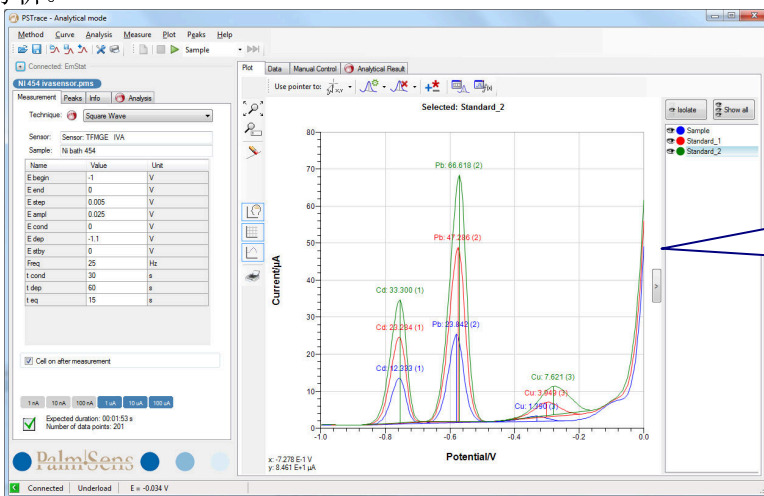 PSTrace - Analytical mode
Method Curve Analysis Measure Plot Peaks Help
Sample
Connected: EmStat
NI 454 ivasensor.pms
Measurement Peaks Info Analysis
Technique: Square Wave
Sensor: Sensor: TFMGE IVA
Sample: Ni bath 454
Name Value Unit
E begin -1 V
E end 0 V
E step 0.005 V
E ampl 0.025 V
E cond 0 V
E dep -1.1 V
E stby 0 V
Freq 25 Hz
t cond 30 s
t dep 60 s
t eq 15 s
Cell on after measurement
1 nA 10 nA 100 nA 1 uA 10 uA 100 uA
Expected duration: 00:01:53 s
Number of data points: 201
PalmSens
Plot Data Manual Control Analytical Result
Use pointer to:
Selected: Standard_2
Isolate Show all
Sample
Standard_1
Standard_2
Current/µA
80
70
60
50
40
30
20
10
0
Pb: 66.618 (2)
Pb: 47.286 (2)
Cd: 33.300 (1)
Cd: 23.284 (1)
Pb: 23.842 (2)
Cd: 12.333 (1)
Cu: 7.621 (3)
Cu: 3.949 (3)
Cu: 1.390 (3)
-1.0 -0.8 -0.6 -0.4 -0.2 0.0
Potential/V
x: -7.278 E-1 V
y: 8.461 E+1 µA
Connected Underload E = -0.034 V